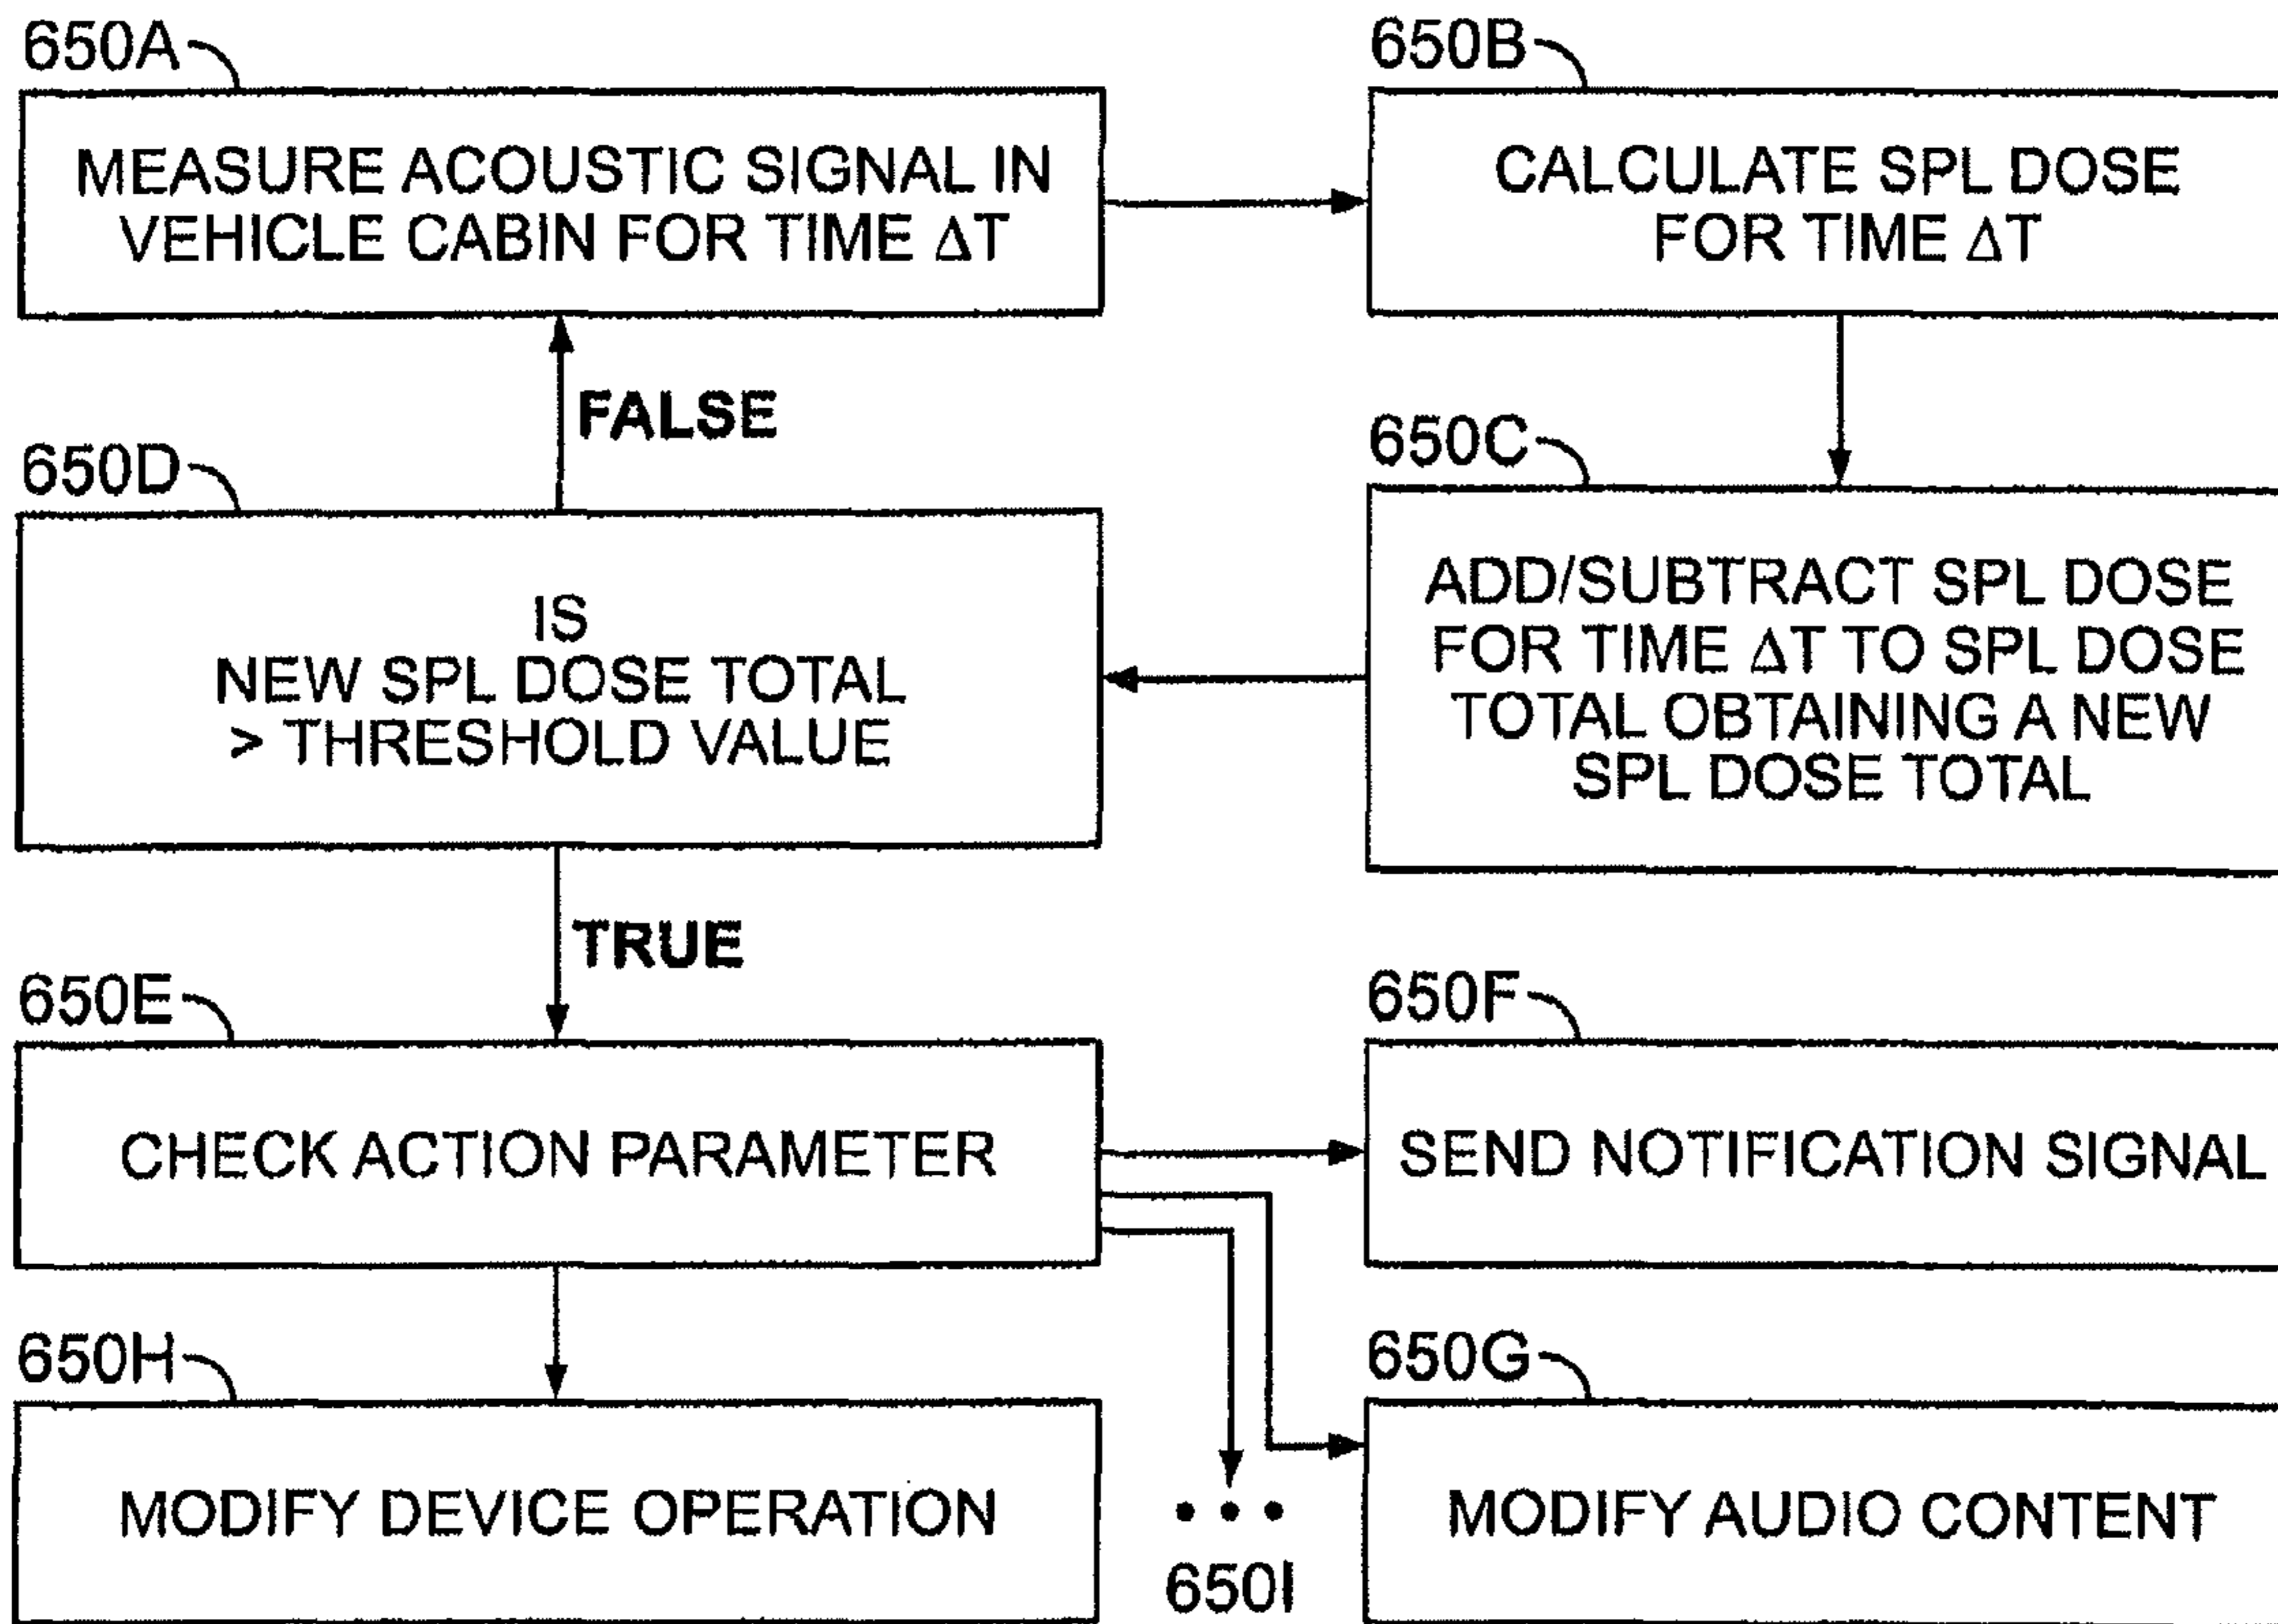 650A
MEASURE ACOUSTIC SIGNAL IN
VEHICLE CABIN FOR TIME ΔT
650B
CALCULATE SPL DOSE
FOR TIME ΔT
FALSE
650C
ADD/SUBTRACT SPL DOSE
FOR TIME ΔT TO SPL DOSE
TOTAL OBTAINING A NEW
SPL DOSE TOTAL
650D
IS
NEW SPL DOSE TOTAL
> THRESHOLD VALUE
TRUE
650E
CHECK ACTION PARAMETER
650F
SEND NOTIFICATION SIGNAL
650H
MODIFY DEVICE OPERATION
• • •
650I
650G
MODIFY AUDIO CONTENT